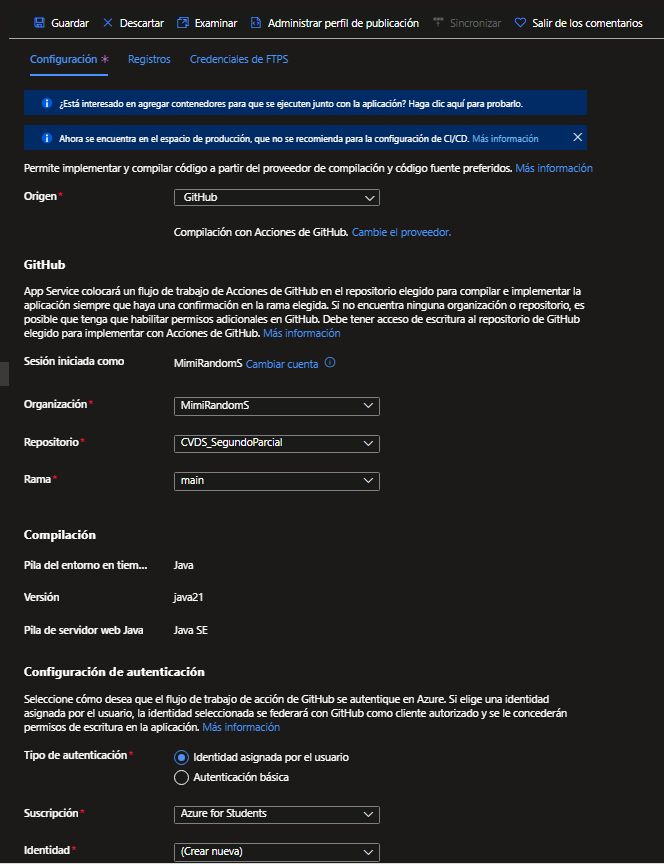 Guardar Descartar Examinar Administrar perfil de publicación Sincronizar Salir de los comentarios
Configuración * Registros Credenciales de FTPS
¿Está interesado en agregar contenedores para que se ejecuten junto con la aplicación? Haga clic aquí para probarlo.
Ahora se encuentra en el espacio de producción, que no se recomienda para la configuración de CI/CD. Más información
Permite implementar y compilar código a partir del proveedor de compilación y código fuente preferidos. Más información
Origen* GitHub
Compilación con Acciones de GitHub. Cambie el proveedor.
GitHub
App Service colocará un flujo de trabajo de Acciones de GitHub en el repositorio elegido para compilar e implementar la
aplicación siempre que haya una confirmación en la rama elegida. Si no encuentra ninguna organización o repositorio, es
posible que tenga que habilitar permisos adicionales en GitHub. Debe tener acceso de escritura al repositorio de GitHub
elegido para implementar con Acciones de GitHub. Más información
Sesión iniciada como MimiRandomS Cambiar cuenta
Organización* MimiRandomS
Repositorio* CVDS_SegundoParcial
Rama* main
Compilación
Pila del entorno en tiem... Java
Versión java21
Pila de servidor web Java Java SE
Configuración de autenticación
Seleccione cómo desea que el flujo de trabajo de acción de GitHub se autentique en Azure. Si elige una identidad
asignada por el usuario, la identidad seleccionada se federará con GitHub como cliente autorizado y se le concederán
permisos de escritura en la aplicación. Más información
Tipo de autenticación* Identidad asignada por el usuario
Autenticación básica
Suscripción* Azure for Students
Identidad* (Crear nueva)